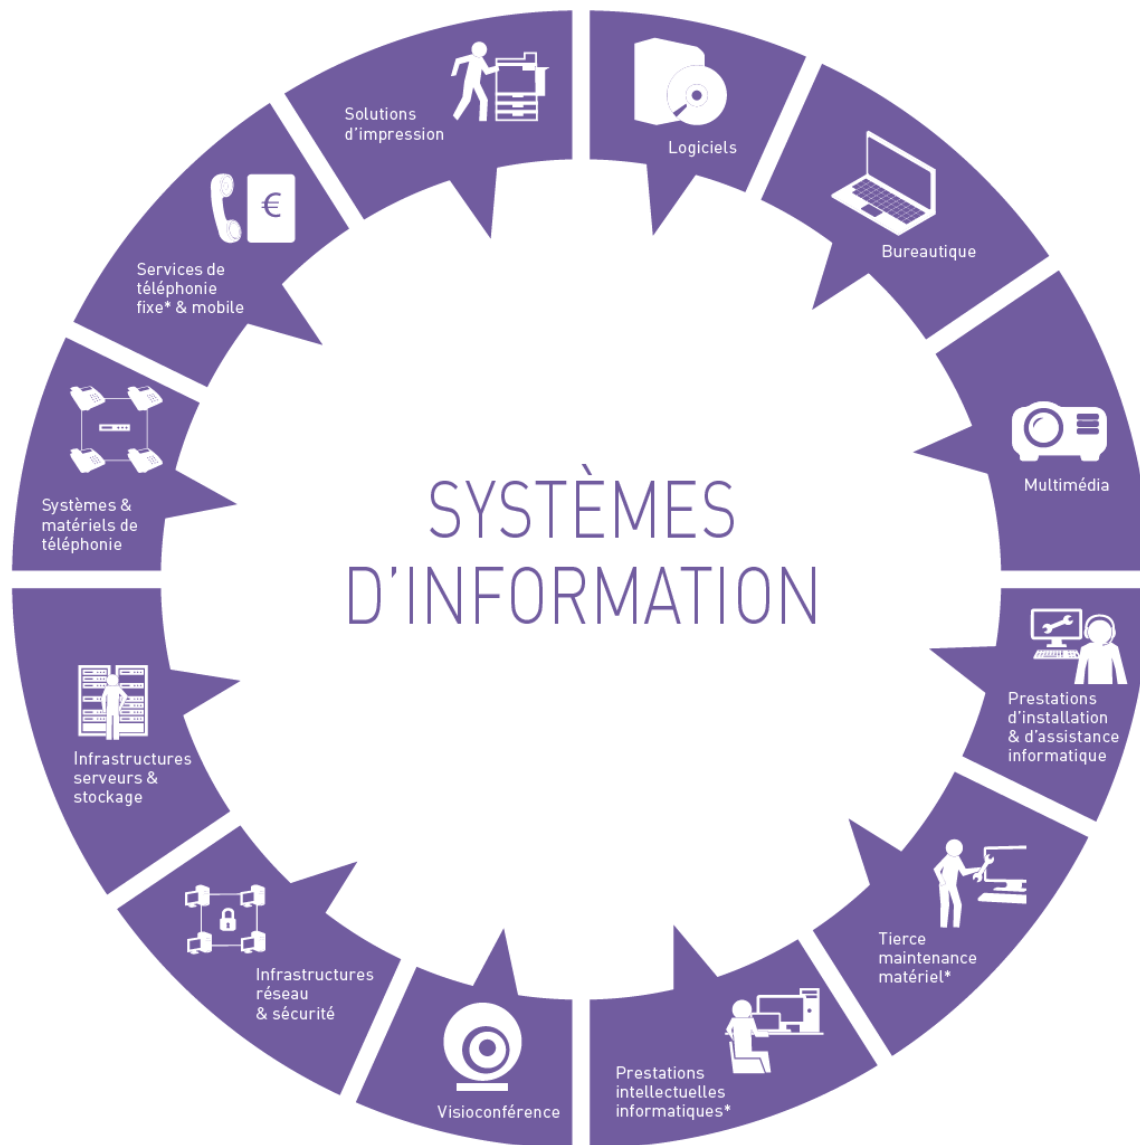 Solutions
d'impression
Logiciels
Bureautique
€
Services de
téléphonie
fixe* & mobile
Multimédia
Systèmes &
matériels de
téléphonie
SYSTÈMES
D'INFORMATION
Prestations
d'installation
& d'assistance
informatique
Infrastructures
serveurs &
stockage
Tierce
maintenance
matériel*
Infrastructures
réseau
& sécurité
Prestations
intellectuelles
informatiques*
Visioconférence